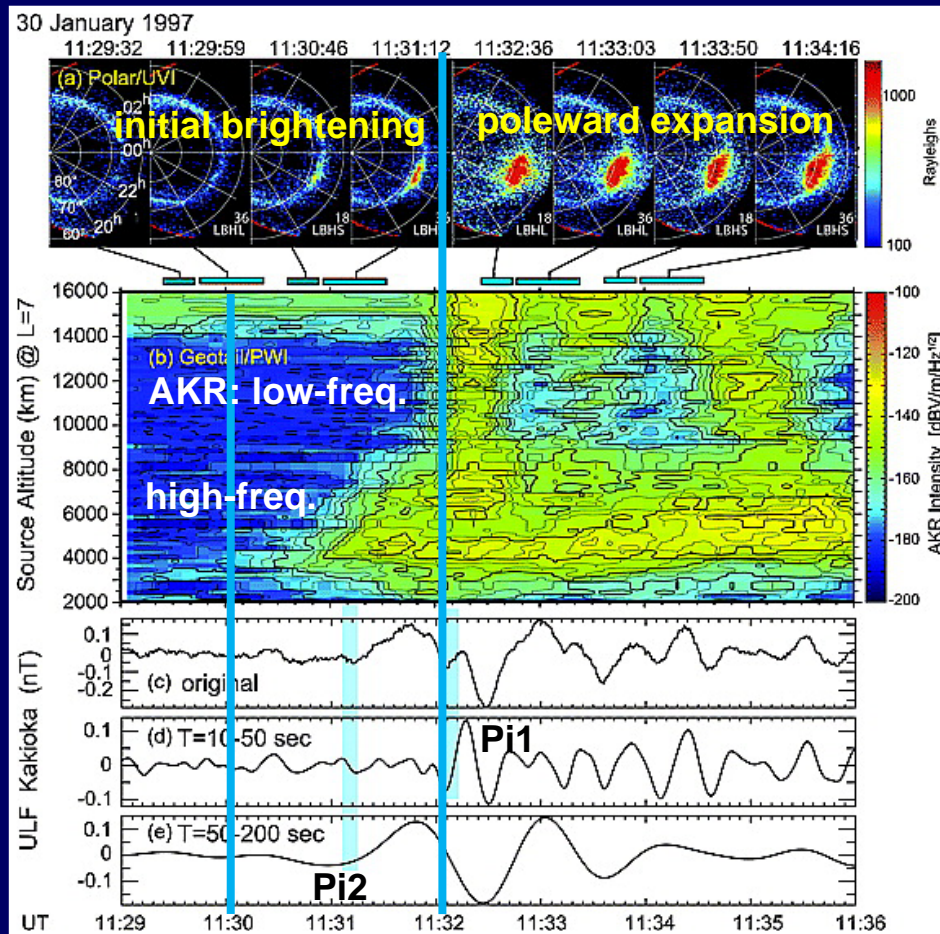 30 January 1997
11:29:32 11:29:59 11:30:46 11:31:12 11:32:36 11:33:03 11:33:50 11:34:16
(a) Polar/UVI
initial brightening
poleward expansion
02h
00h
22h
20h
80°
70°
60°
36
LBHL
18
LBHS
36
18
LBHL
36
18
LBHS
36
1000
100
Rayleighs
16000
14000
12000
10000
8000
6000
4000
2000
Source Altitude (km) @ L=7
(b) Geotail/PWI
AKR: low-freq.
high-freq.
-100
-120
-140
-160
-180
-200
AKR Intensity [dBV/m/Hz1/2]
ULF Kakioka (nT)
0.1
0
-0.1
-0.2
(c) original
0.1
0
-0.1
(d) T=10-50 sec
Pi1
0.1
0
-0.1
(e) T=50-200 sec
Pi2
UT 11:29 11:30 11:31 11:32 11:33 11:34 11:35 11:36